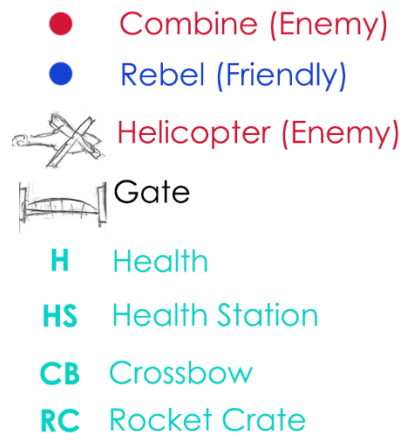 Combine (Enemy)
Rebel (Friendly)
Helicopter (Enemy)
Gate
H Health
HS Health Station
CB Crossbow
RC Rocket Crate